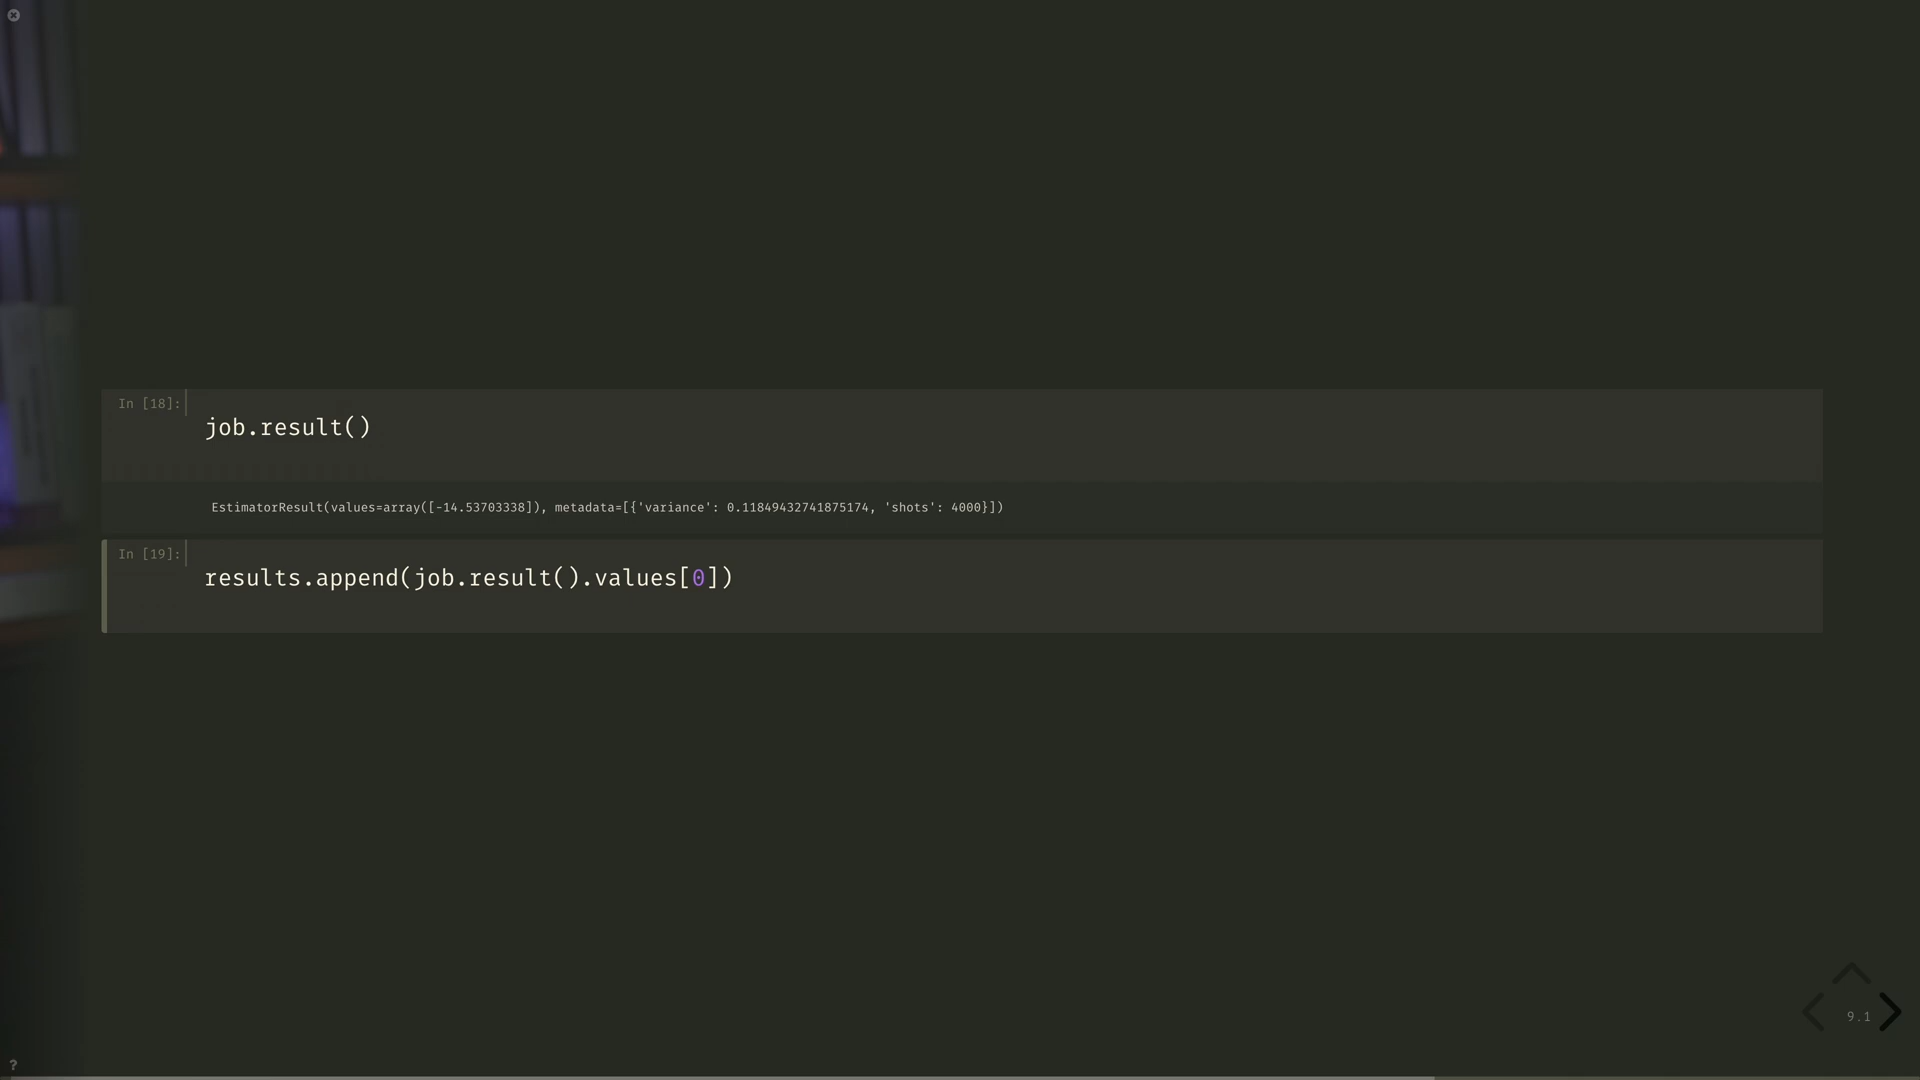 In [18]:
job.result()
EstimatorResult(values=array([-14.53703338]), metadata=[{'variance': 0.11849432741875174, 'shots': 4000}])
In [19]:
results.append(job.result().values[0])
9.1
?